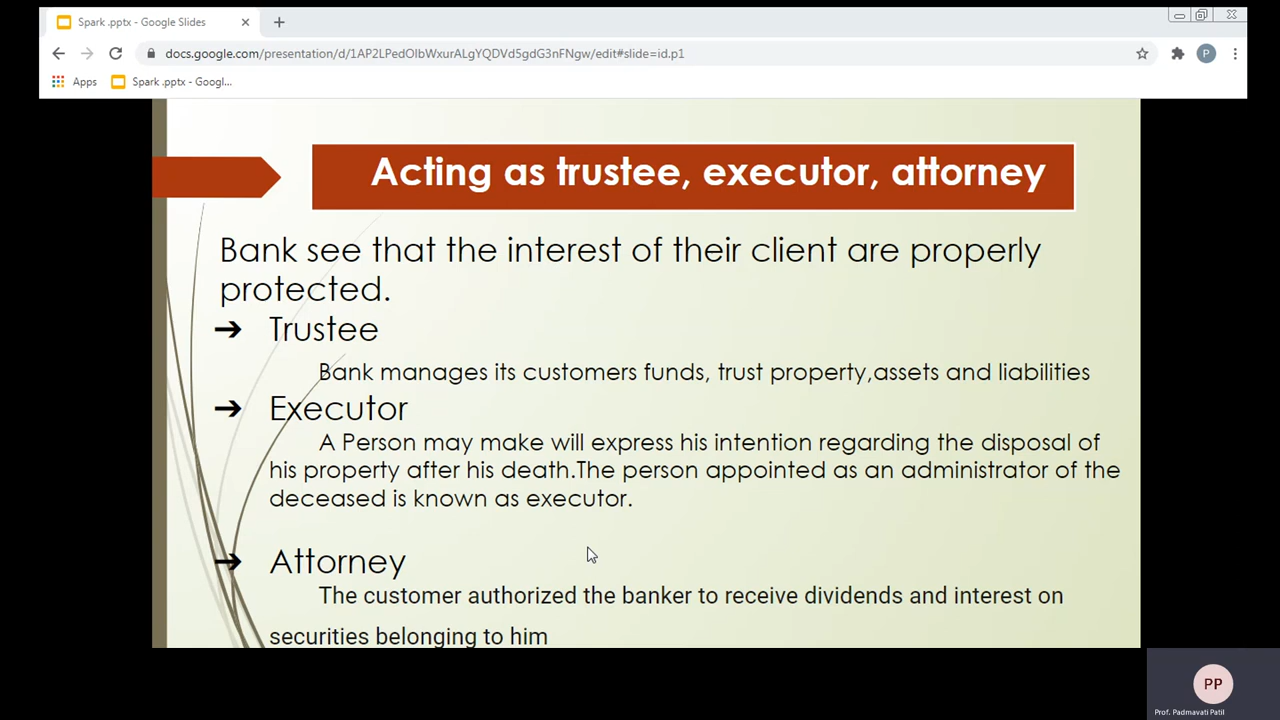 Spark .pptx - Google Slides
docs.google.com/presentation/d/1AP2LPedOlbWxurALgYQDVd5gdG3nFNgw/edit#slide=id.p1
P
Apps Spark .pptx - Googl...
Acting as trustee, executor, attorney
Bank see that the interest of their client are properly
protected.
➔ Trustee
Bank manages its customers funds, trust property,assets and liabilities
➔ Executor
A Person may make will express his intention regarding the disposal of
his property after his death.The person appointed as an administrator of the
deceased is known as executor.
➔ Attorney
The customer authorized the banker to receive dividends and interest on
securities belonging to him
PP
Prof. Padmavati Patil